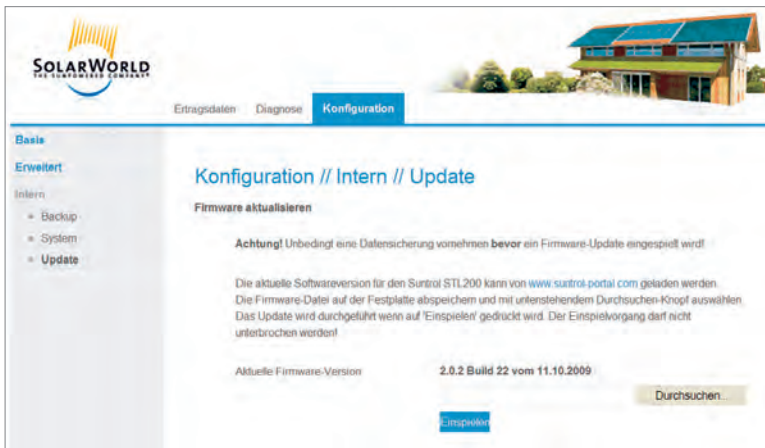 SOLARWORLD
THE SUNPOWERED COMPANY®
Ertragsdaten Diagnose Konfiguration
Basis
Erweitert
Intern
Backup
System
Update
Konfiguration // Intern // Update
Firmware aktualisieren
Achtung! Unbedingt eine Datensicherung vornehmen bevor ein Firmware-Update eingespielt wird!
Die aktuelle Softwareversion für den Suntrol STL200 kann von www.suntrol-portal.com geladen werden.
Die Firmware-Datei auf der Festplatte abspeichern und mit untenstehendem Durchsuchen-Knopf auswählen.
Das Update wird durchgeführt wenn auf 'Einspielen' gedrückt wird. Der Einspielvorgang darf nicht
unterbrochen werden!
Aktuelle Firmware-Version 2.0.2 Build 22 vom 11.10.2009
Durchsuchen...
Einspielen